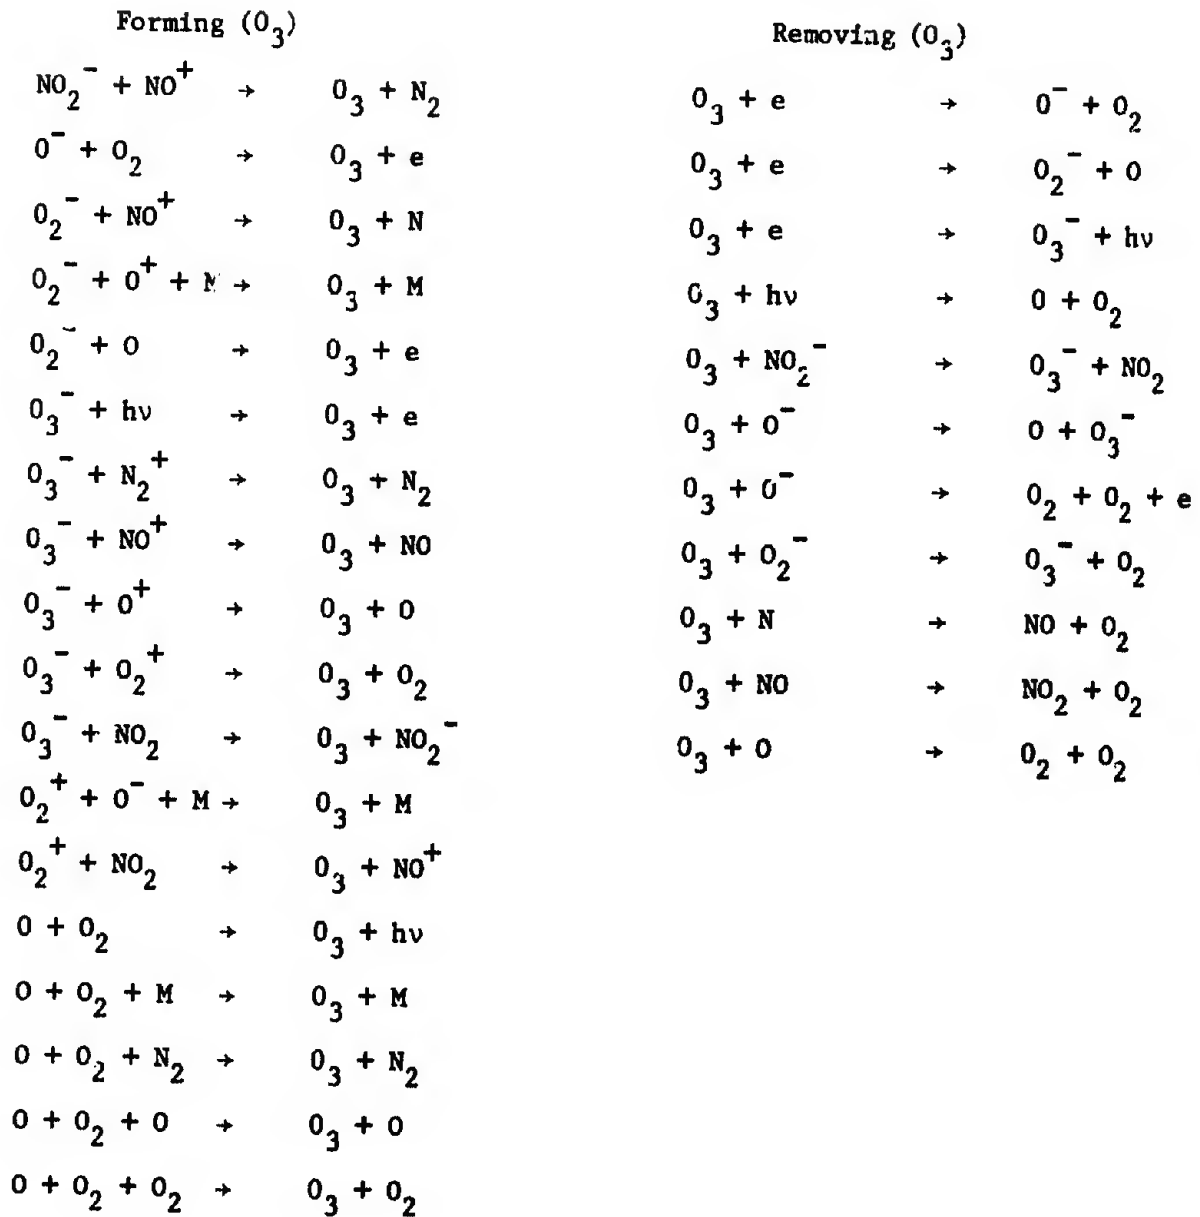 Forming (O₃)
NO₂⁻ + NO⁺ → O₃ + N₂
O⁻ + O₂ → O₃ + e
O₂⁻ + NO⁺ → O₃ + N
O₂⁻ + O⁺ + M → O₃ + M
O₂⁻ + O → O₃ + e
O₃⁻ + hν → O₃ + e
O₃⁻ + N₂⁺ → O₃ + N₂
O₃⁻ + NO⁺ → O₃ + NO
O₃⁻ + O⁺ → O₃ + O
O₃⁻ + O₂⁺ → O₃ + O₂
O₃⁻ + NO₂ → O₃ + NO₂⁻
O₂⁺ + O⁻ + M → O₃ + M
O₂⁺ + NO₂ → O₃ + NO⁺
O + O₂ → O₃ + hν
O + O₂ + M → O₃ + M
O + O₂ + N₂ → O₃ + N₂
O + O₂ + O → O₃ + O
O + O₂ + O₂ → O₃ + O₂
Removing (O₃)
O₃ + e → O⁻ + O₂
O₃ + e → O₂⁻ + O
O₃ + e → O₃⁻ + hν
O₃ + hν → O + O₂
O₃ + NO₂⁻ → O₃⁻ + NO₂
O₃ + O⁻ → O + O₃⁻
O₃ + O⁻ → O₂ + O₂ + e
O₃ + O₂⁻ → O₃⁻ + O₂
O₃ + N → NO + O₂
O₃ + NO → NO₂ + O₂
O₃ + O → O₂ + O₂